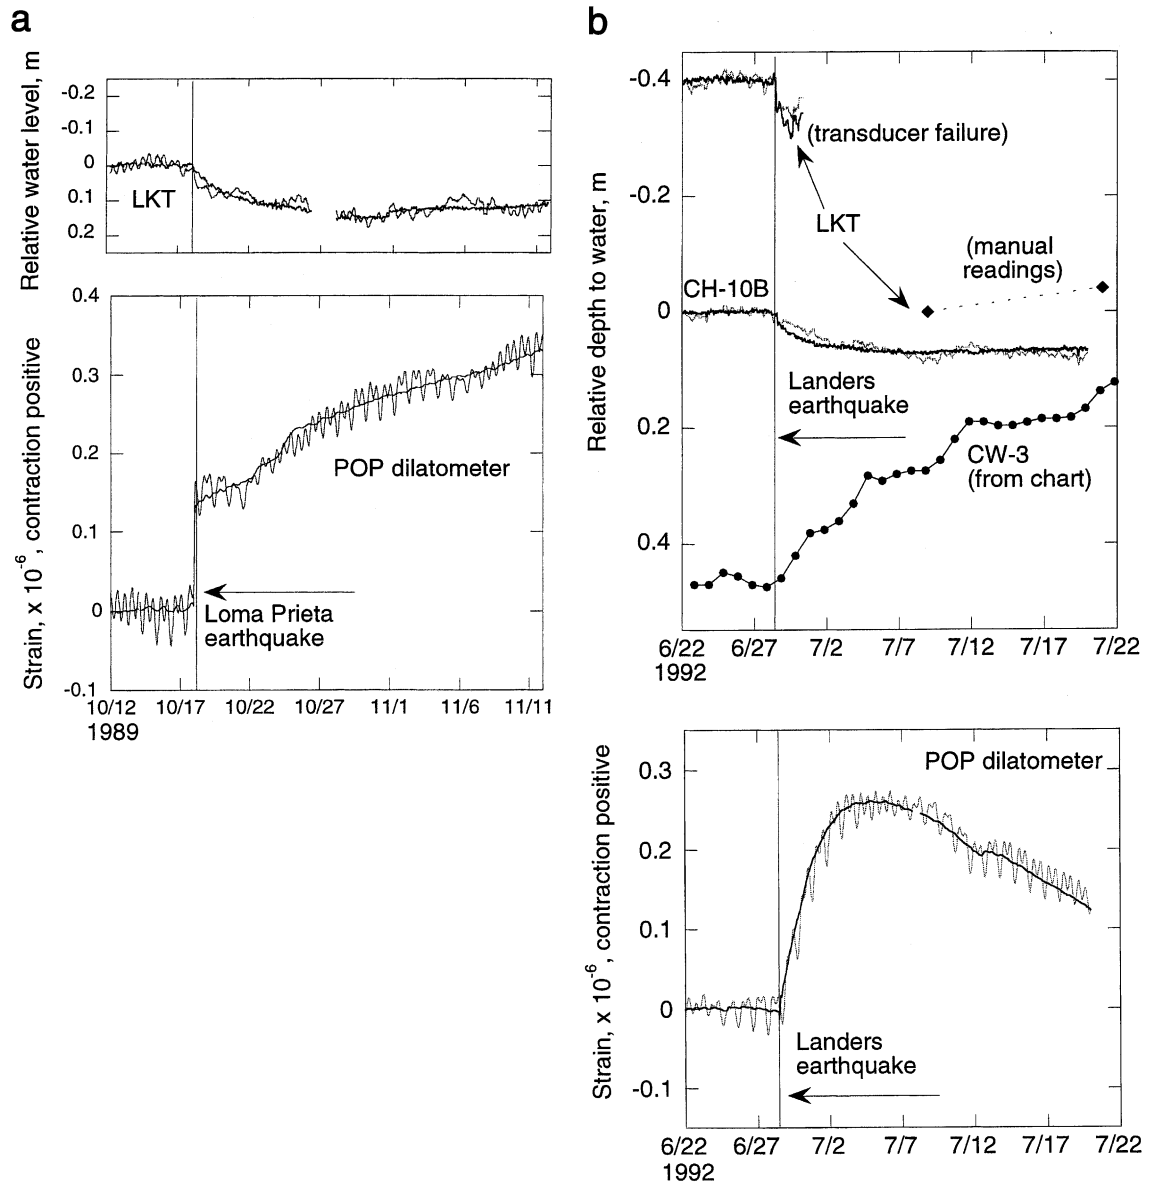 a
Relative water level, m
-0.2
-0.1
0
0.1
0.2
LKT
Strain, x 10-6, contraction positive
0.4
0.3
0.2
0.1
0
-0.1
POP dilatometer
Loma Prieta
earthquake
10/12 10/17 10/22 10/27 11/1 11/6 11/11
1989
b
Relative depth to water, m
-0.4
-0.2
0
0.2
0.4
(transducer failure)
LKT
(manual
readings)
CH-10B
Landers
earthquake
CW-3
(from chart)
6/22 6/27 7/2 7/7 7/12 7/17 7/22
1992
Strain, x 10-6, contraction positive
0.3
0.2
0.1
0
-0.1
POP dilatometer
Landers
earthquake
6/22 6/27 7/2 7/7 7/12 7/17 7/22
1992